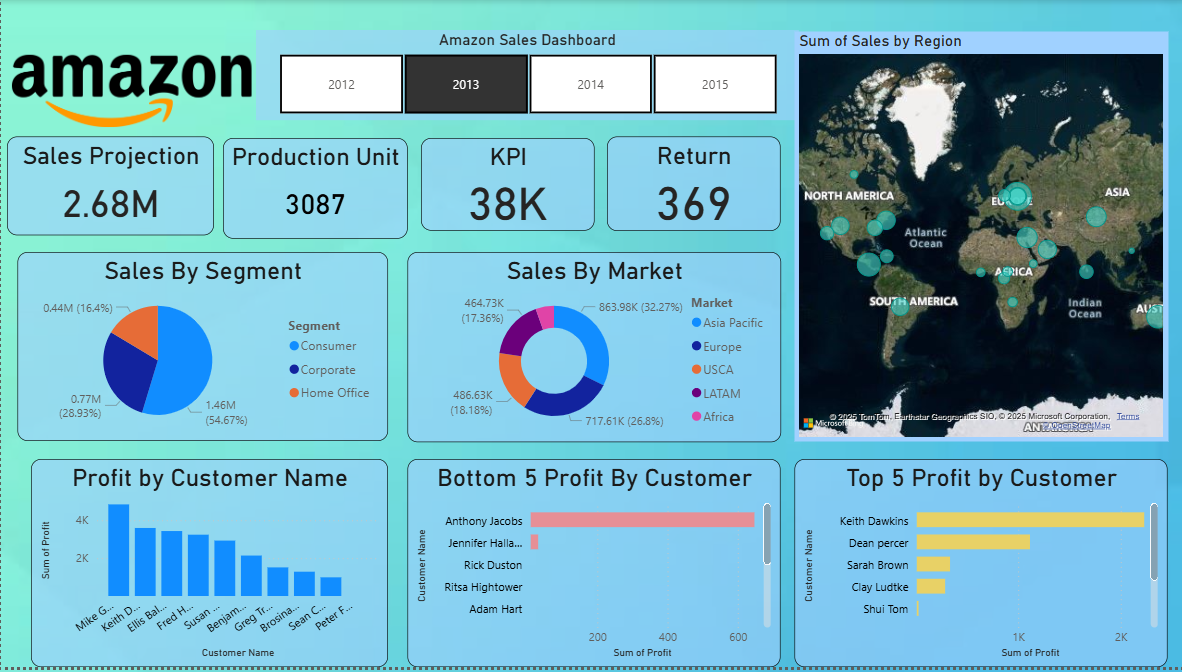 amazon
Amazon Sales Dashboard
2012
2013
2014
2015
Sum of Sales by Region
NORTH AMERICA
ASIA
Atlantic
Ocean
AFRICA
SOUTH AMERICA
Indian
Ocean
© 2025 TomTom, Earthstar Geographics SIO, © 2025 Microsoft Corporation, Terms
Microsoft
Sales Projection
2.68M
Production Unit
3087
KPI
38K
Return
369
Sales By Segment
0.44M (16.4%)
0.77M
(28.93%)
1.46M
(54.67%)
Segment
Consumer
Corporate
Home Office
Sales By Market
464.73K
(17.36%)
863.98K (32.27%)
486.63K
(18.18%)
717.61K (26.8%)
Market
Asia Pacific
Europe
USCA
LATAM
Africa
Profit by Customer Name
Sum of Profit
4K
2K
Mike G...
Keith D...
Ellis Bal...
Fred H...
Susan ...
Benjam...
Greg Tr...
Brosina...
Sean C...
Peter F...
Customer Name
Bottom 5 Profit By Customer
Customer Name
Anthony Jacobs
Jennifer Halla...
Rick Duston
Ritsa Hightower
Adam Hart
200
400
600
Sum of Profit
Top 5 Profit by Customer
Customer Name
Keith Dawkins
Dean percer
Sarah Brown
Clay Ludtke
Shui Tom
1K
2K
Sum of Profit